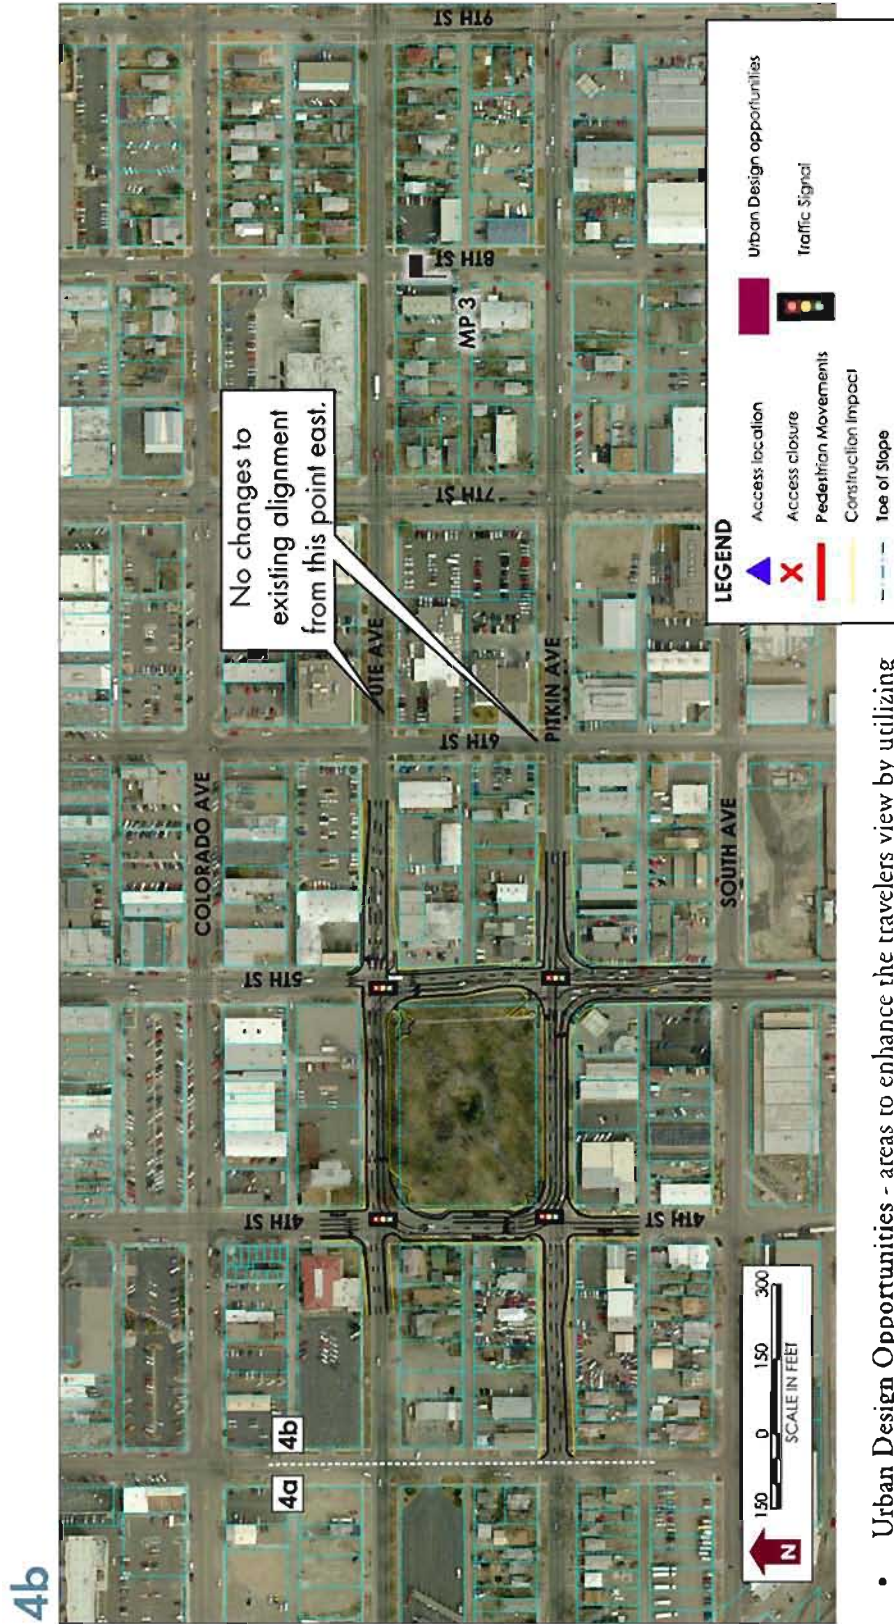 4b
9TH ST
8TH ST
MP 3
7TH ST
No changes to
existing alignment
from this point east.
UTE AVE
PITKIN AVE
6TH ST
COLORADO AVE
SOUTH AVE
5TH ST
4TH ST
4TH ST
4b
4a
LEGEND
Access location
Access closure
Pedestrian Movements
Construction Impact
Toe of Slope
Urban Design opportunities
Traffic Signal
150 0 150 300
SCALE IN FEET
N
• Urban Design Opportunities - areas to enhance the travelers view by utilizing